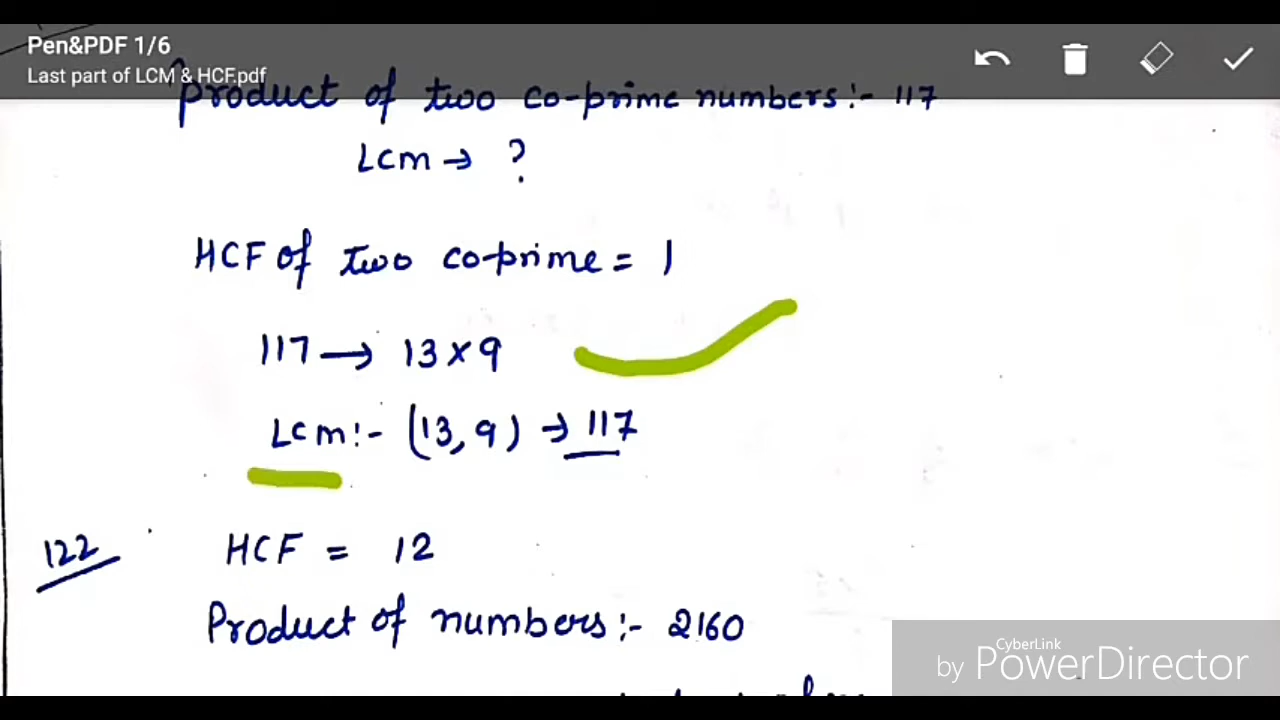 Pen&PDF 1/6
Last part of LCM & HCF.pdf
product of two co-prime numbers:- 117
Lcm → ?
HCF of two co-prime = 1
117 → 13 × 9
Lcm:- (13, 9) → 117
122
HCF = 12
Product of numbers:- 2160
CyberLink
by PowerDirector